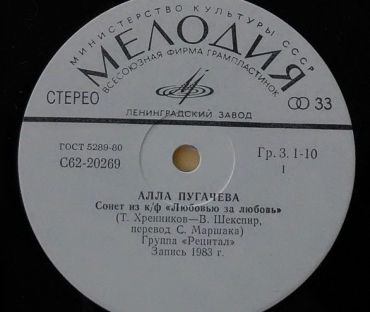 МИНИСТЕРСТВО КУЛЬТУРЫ СССР
МЕЛОДИЯ
ВСЕСОЮЗНАЯ ФИРМА ГРАМПЛАСТИНОК
СТЕРЕО
33
ЛЕНИНГРАДСКИЙ ЗАВОД
ГОСТ 5289-80
С62-20269
Гр. 3. 1-10
1
АЛЛА ПУГАЧЕВА
Сонет из к/ф «Любовью за любовь»
(Т. Хренников—В. Шекспир,
перевод С. Маршака)
Группа «Рецитал»
Запись 1983 г.